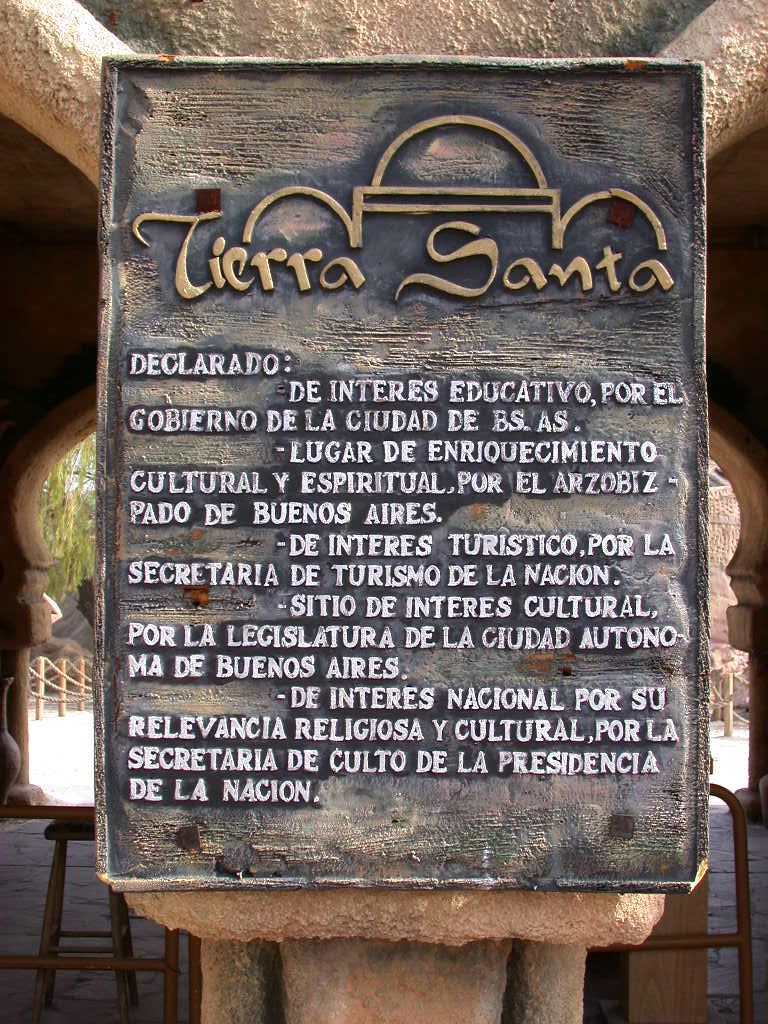 Tierra Santa
DECLARADO:
-DE INTERES EDUCATIVO, POR EL
GOBIERNO DE LA CIUDAD DE BS. AS.
-LUGAR DE ENRIQUECIMIENTO
CULTURAL Y ESPIRITUAL, POR EL ARZOBIZ-
PADO DE BUENOS AIRES.
-DE INTERES TURISTICO, POR LA
SECRETARIA DE TURISMO DE LA NACION.
-SITIO DE INTERES CULTURAL,
POR LA LEGISLATURA DE LA CIUDAD AUTONO-
MA DE BUENOS AIRES.
-DE INTERES NACIONAL POR SU
RELEVANCIA RELIGIOSA Y CULTURAL, POR LA
SECRETARIA DE CULTO DE LA PRESIDENCIA
DE LA NACION.